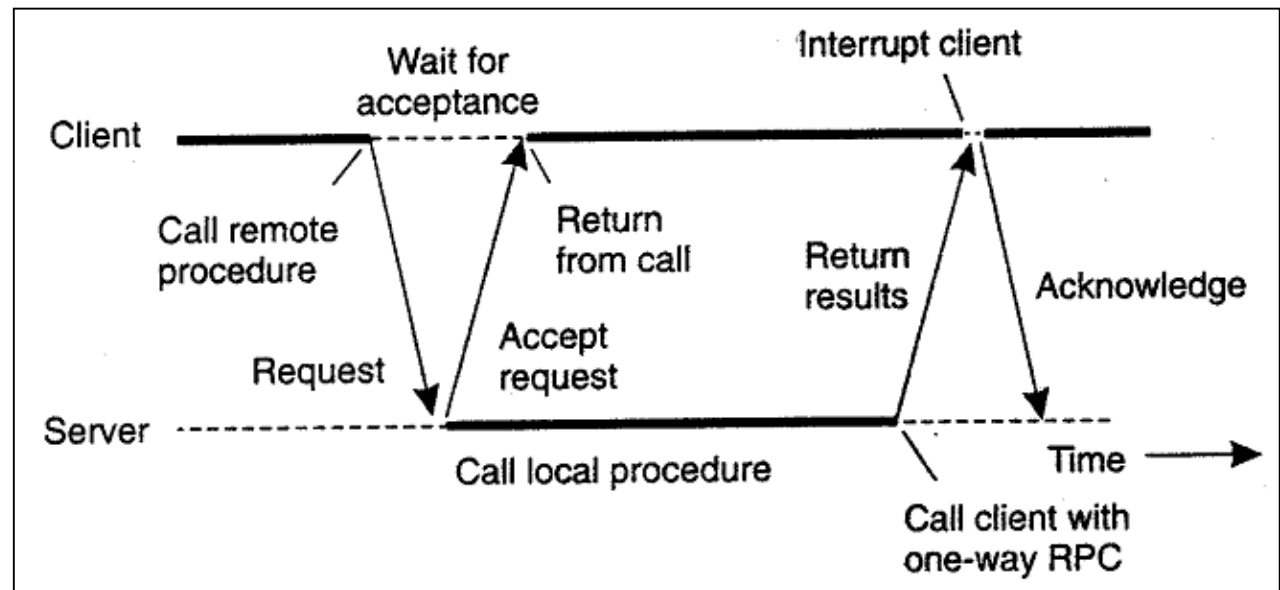 Interrupt client
Wait for
acceptance
Client
Call remote
procedure
Return
from call
Return
results
Acknowledge
Request
Accept
request
Server
Call local procedure
Time
Call client with
one-way RPC